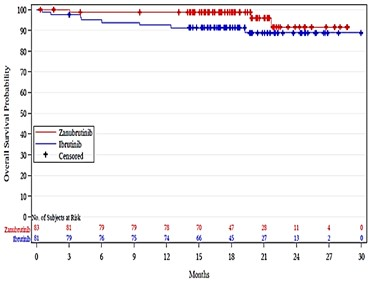 Overall Survival Probability
100
90
80
70
60
50
40
30
20
10
0
Zanubrutinib
Ibrutinib
Censored
No. of Subjects at Risk
Zanubrutinib 83 81 79 79 78 70 47 28 11 4 0
Ibrutinib 81 79 76 75 74 66 45 27 13 2 0
0 3 6 9 12 15 18 21 24 27 30
Months